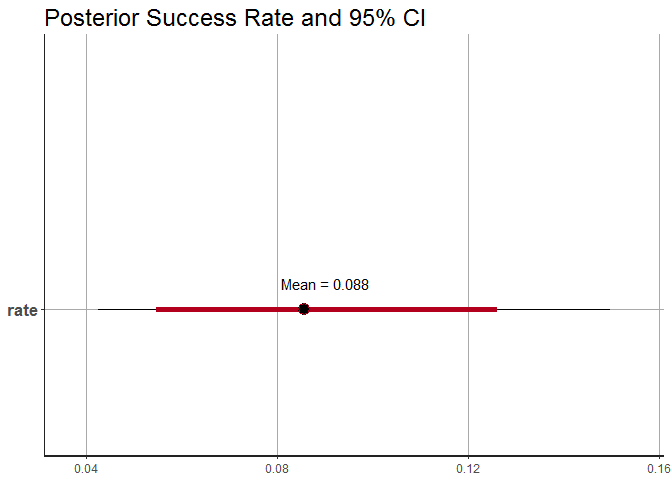 Posterior Success Rate and 95% CI
Mean = 0.088
rate
0.04 0.08 0.12 0.16